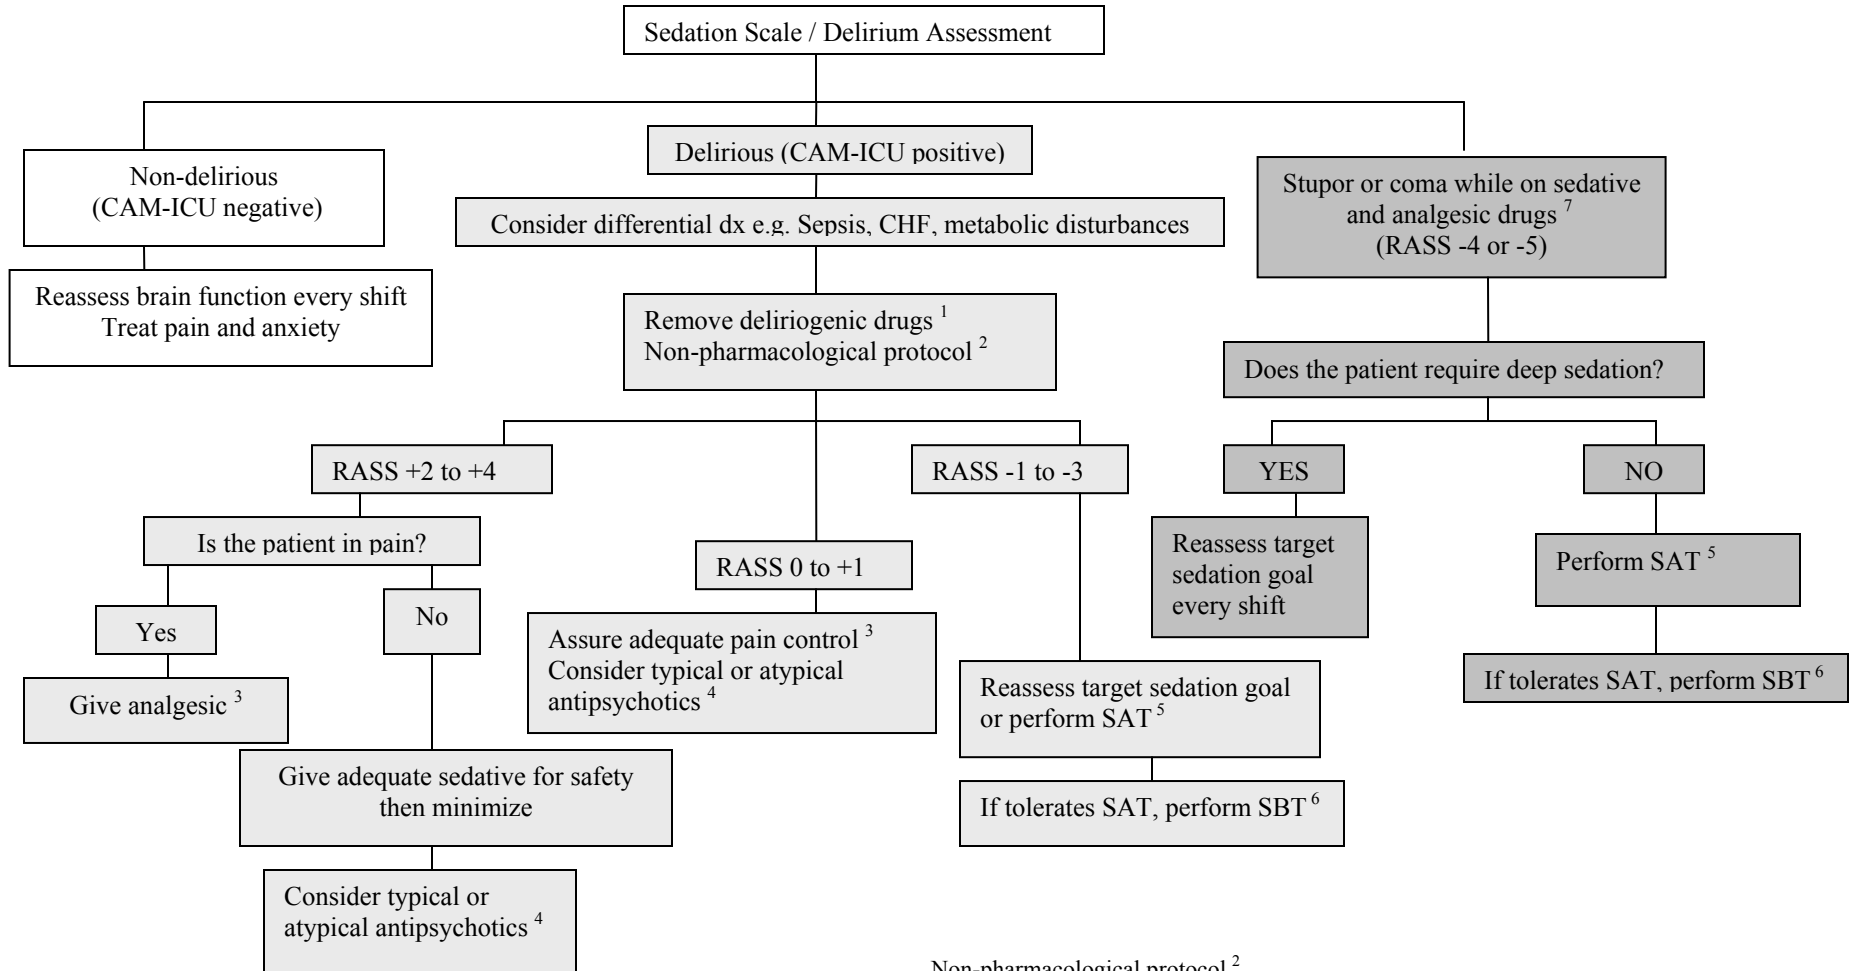 Sedation Scale / Delirium Assessment
Non-delirious
(CAM-ICU negative)
Reassess brain function every shift
Treat pain and anxiety
Delirious (CAM-ICU positive)
Consider differential dx e.g. Sepsis, CHF, metabolic disturbances
Remove deliriogenic drugs 1
Non-pharmacological protocol 2
RASS +2 to +4
Is the patient in pain?
Yes
Give analgesic 3
No
Give adequate sedative for safety
then minimize
Consider typical or
atypical antipsychotics 4
RASS 0 to +1
Assure adequate pain control 3
Consider typical or atypical
antipsychotics 4
RASS -1 to -3
Reassess target sedation goal
or perform SAT 5
If tolerates SAT, perform SBT 6
Stupor or coma while on sedative
and analgesic drugs 7
(RASS -4 or -5)
Does the patient require deep sedation?
YES
Reassess target
sedation goal
every shift
NO
Perform SAT 5
If tolerates SAT, perform SBT 6
Non-pharmacological protocol 2